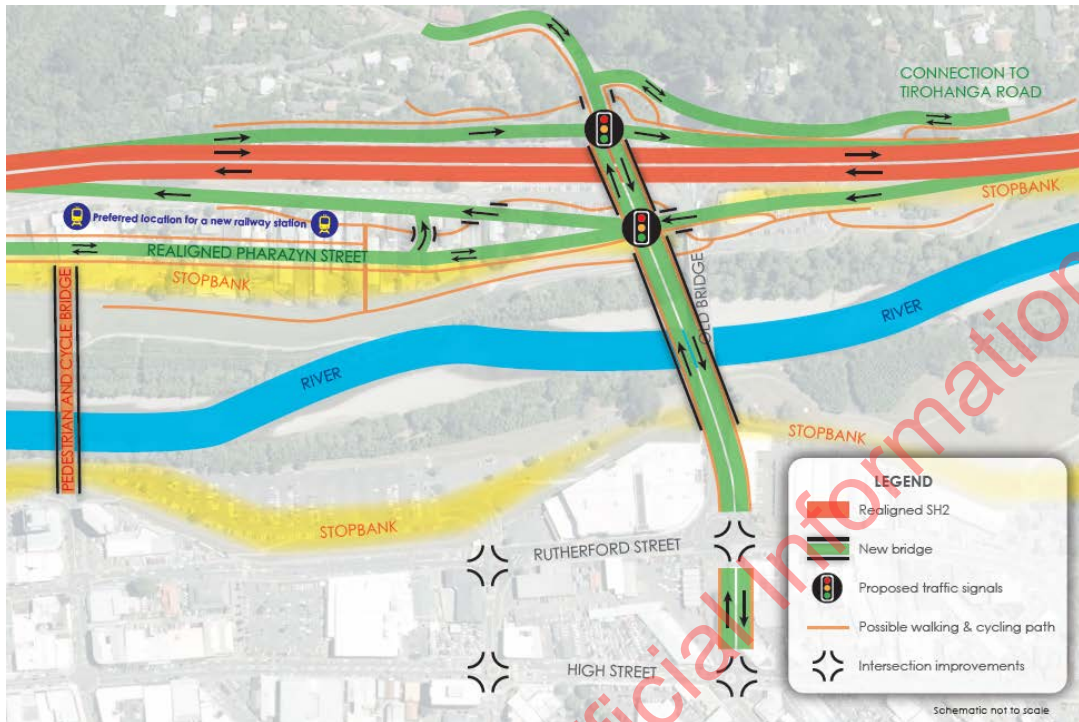 CONNECTION TO
TIROHANGA ROAD
STOPBANK
Preferred location for a new railway station
REALIGNED PHARAZYN STREET
STOPBANK
OLD BRIDGE
RIVER
RIVER
PEDESTRIAN AND CYCLE BRIDGE
STOPBANK
STOPBANK
RUTHERFORD STREET
HIGH STREET
LEGEND
Realigned SH2
New bridge
Proposed traffic signals
Possible walking & cycling path
Intersection improvements
Schematic not to scale
Official Information